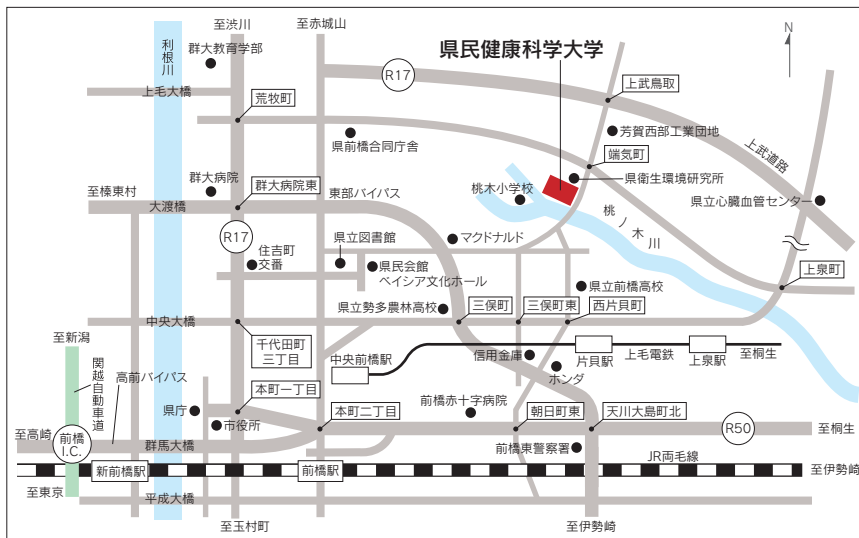 至渋川
至赤城山
群大教育学部
利根川
県民健康科学大学
N
R17
上毛大橋
荒牧町
上武鳥取
芳賀西部工業団地
県前橋合同庁舎
上武道路
端気町
県衛生環境研究所
群大病院
群大病院東
東部バイパス
桃木小学校
至榛東村
大渡橋
県立心臓血管センター
桃ノ木川
R17
住吉町
交番
県立図書館
マクドナルド
県民会館
ベイシア文化ホール
県立前橋高校
上泉町
県立勢多農林高校
三俣町
三俣町東
西片貝町
中央大橋
至新潟
千代田町
三丁目
中央前橋駅
信用金庫
片貝駅
上毛電鉄
上泉駅
至桐生
関越自動車道
高前バイパス
ホンダ
本町一丁目
県庁
市役所
本町二丁目
前橋赤十字病院
朝日町東
天川大島町北
R50
至桐生
至高崎
前橋
I.C.
群馬大橋
前橋東警察署
JR両毛線
新前橋駅
前橋駅
至伊勢崎
至東京
平成大橋
至玉村町
至伊勢崎